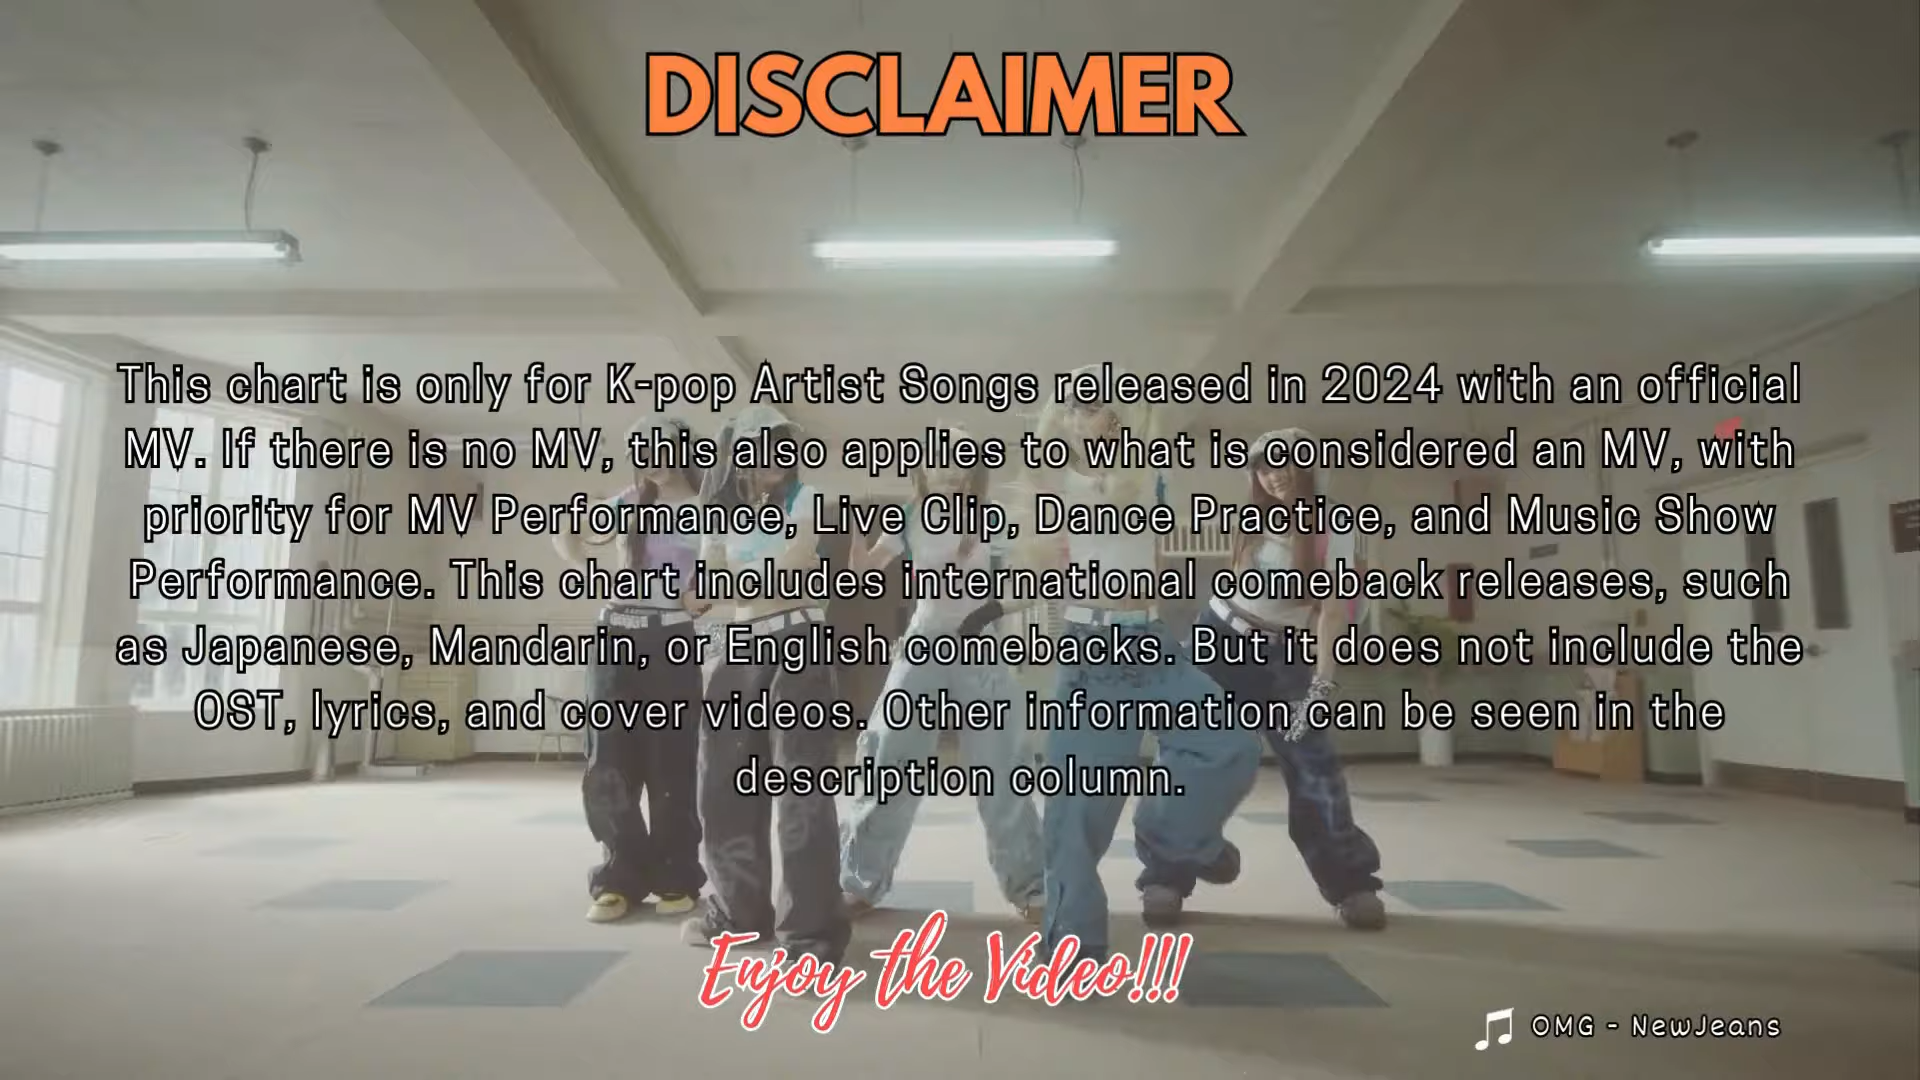 DISCLAIMER
This chart is only for K-pop Artist Songs released in 2024 with an official
MV. If there is no MV, this also applies to what is considered an MV, with
priority for MV Performance, Live Clip, Dance Practice, and Music Show
Performance. This chart includes international comeback releases, such
as Japanese, Mandarin, or English comebacks. But it does not include the
OST, lyrics, and cover videos. Other information can be seen in the
description column.
Enjoy the Video!!!
OMG - NewJeans